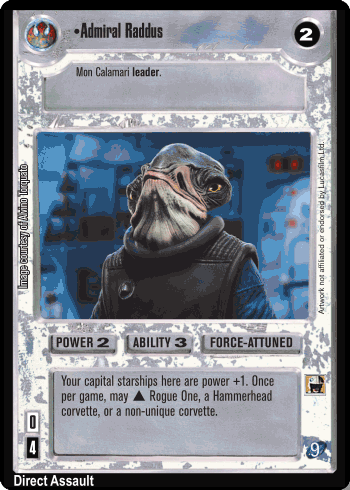 •Admiral Raddus
2
Mon Calamari leader.
Image courtesy of Alvino Torquato
Artwork not affiliated or endorsed by Lucasfilm Ltd.
POWER 2
ABILITY 3
FORCE-ATTUNED
Your capital starships here are power +1. Once
per game, may ▲ Rogue One, a Hammerhead
corvette, or a non-unique corvette.
0
4
9
Direct Assault